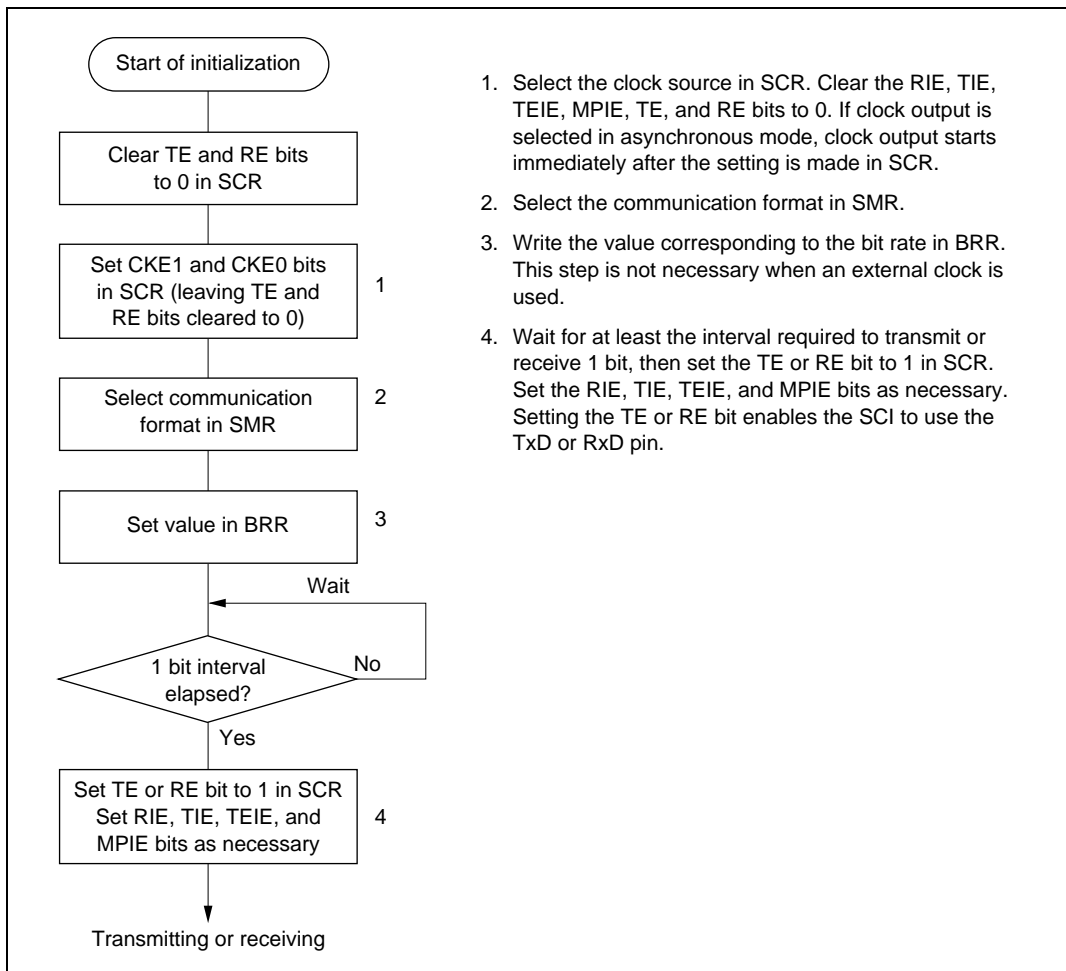 Start of initialization
Clear TE and RE bits
to 0 in SCR
Set CKE1 and CKE0 bits
in SCR (leaving TE and
RE bits cleared to 0)
1
Select communication
format in SMR
2
Set value in BRR
3
Wait
1 bit interval
elapsed?
No
Yes
Set TE or RE bit to 1 in SCR
Set RIE, TIE, TEIE, and
MPIE bits as necessary
4
Transmitting or receiving
1. Select the clock source in SCR. Clear the RIE, TIE,
TEIE, MPIE, TE, and RE bits to 0. If clock output is
selected in asynchronous mode, clock output starts
immediately after the setting is made in SCR.
2. Select the communication format in SMR.
3. Write the value corresponding to the bit rate in BRR.
This step is not necessary when an external clock is
used.
4. Wait for at least the interval required to transmit or
receive 1 bit, then set the TE or RE bit to 1 in SCR.
Set the RIE, TIE, TEIE, and MPIE bits as necessary.
Setting the TE or RE bit enables the SCI to use the
TxD or RxD pin.